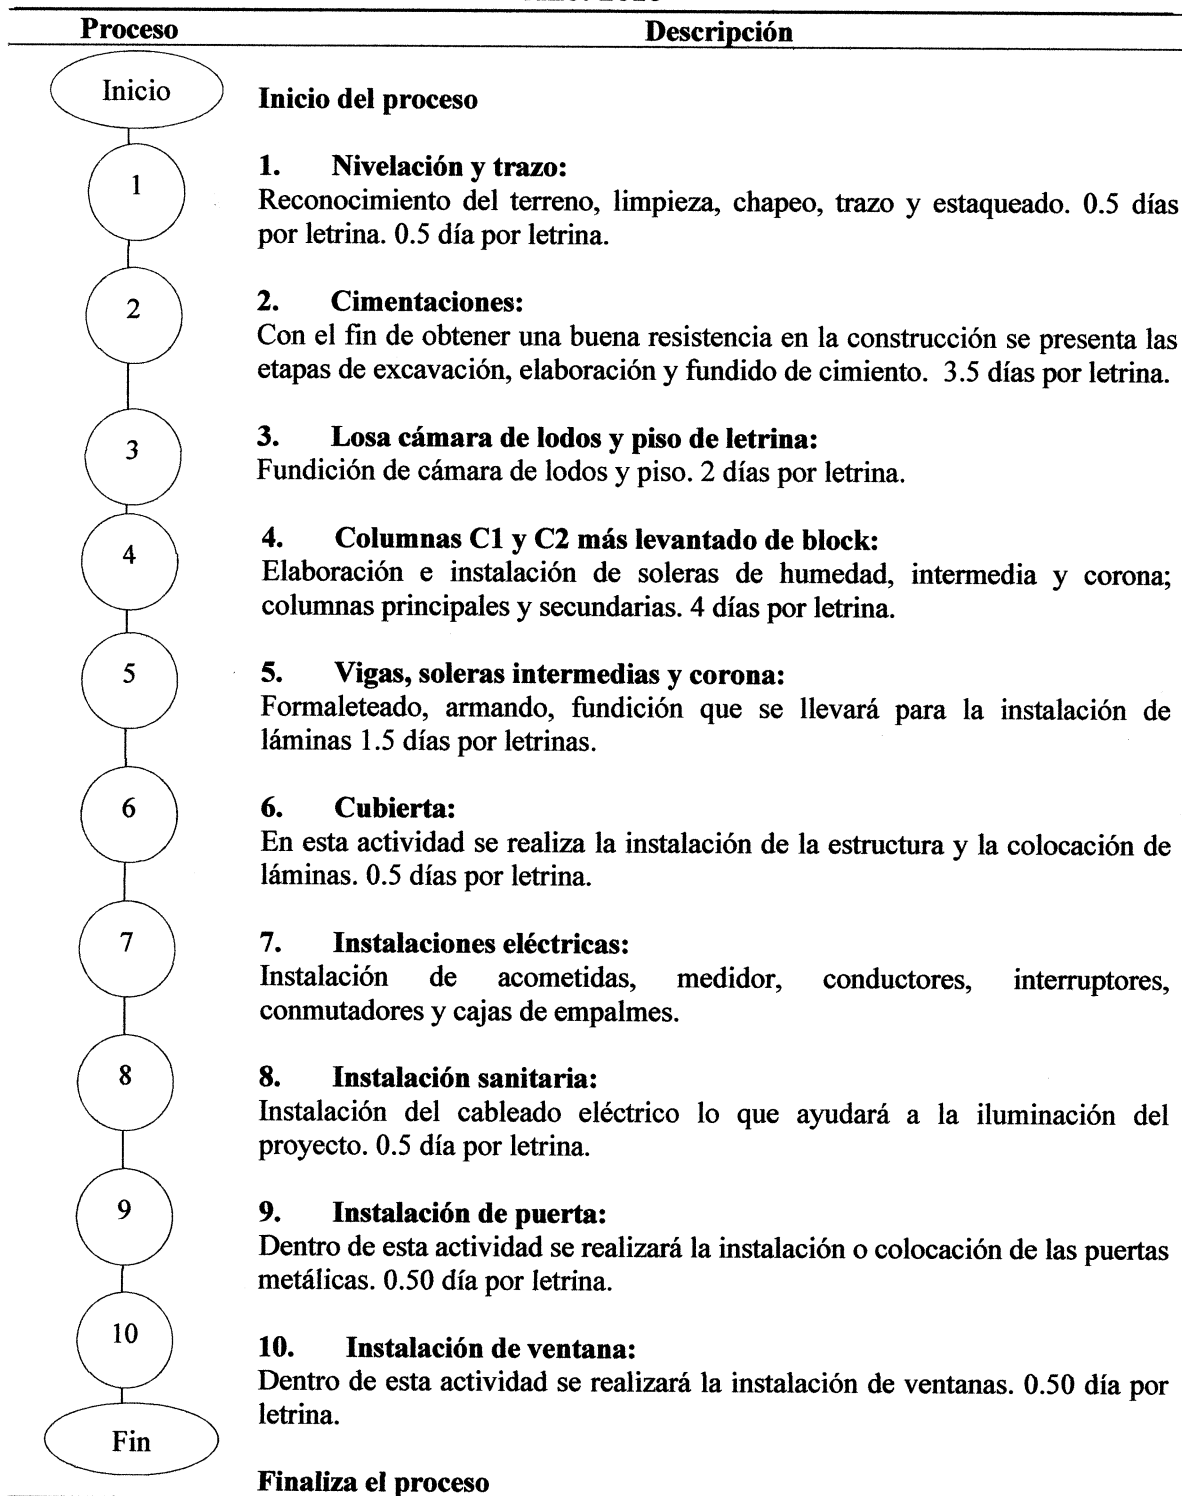 Proceso Descripción
Inicio
Inicio del proceso
1
1. Nivelación y trazo:
Reconocimiento del terreno, limpieza, chapeo, trazo y estaqueado. 0.5 días
por letrina. 0.5 día por letrina.
2
2. Cimentaciones:
Con el fin de obtener una buena resistencia en la construcción se presenta las
etapas de excavación, elaboración y fundido de cimiento. 3.5 días por letrina.
3
3. Losa cámara de lodos y piso de letrina:
Fundición de cámara de lodos y piso. 2 días por letrina.
4
4. Columnas C1 y C2 más levantado de block:
Elaboración e instalación de soleras de humedad, intermedia y corona;
columnas principales y secundarias. 4 días por letrina.
5
5. Vigas, soleras intermedias y corona:
Formaleteado, armando, fundición que se llevará para la instalación de
láminas 1.5 días por letrinas.
6
6. Cubierta:
En esta actividad se realiza la instalación de la estructura y la colocación de
láminas. 0.5 días por letrina.
7
7. Instalaciones eléctricas:
Instalación de acometidas, medidor, conductores, interruptores,
conmutadores y cajas de empalmes.
8
8. Instalación sanitaria:
Instalación del cableado eléctrico lo que ayudará a la iluminación del
proyecto. 0.5 día por letrina.
9
9. Instalación de puerta:
Dentro de esta actividad se realizará la instalación o colocación de las puertas
metálicas. 0.50 día por letrina.
10
10. Instalación de ventana:
Dentro de esta actividad se realizará la instalación de ventanas. 0.50 día por
letrina.
Fin
Finaliza el proceso